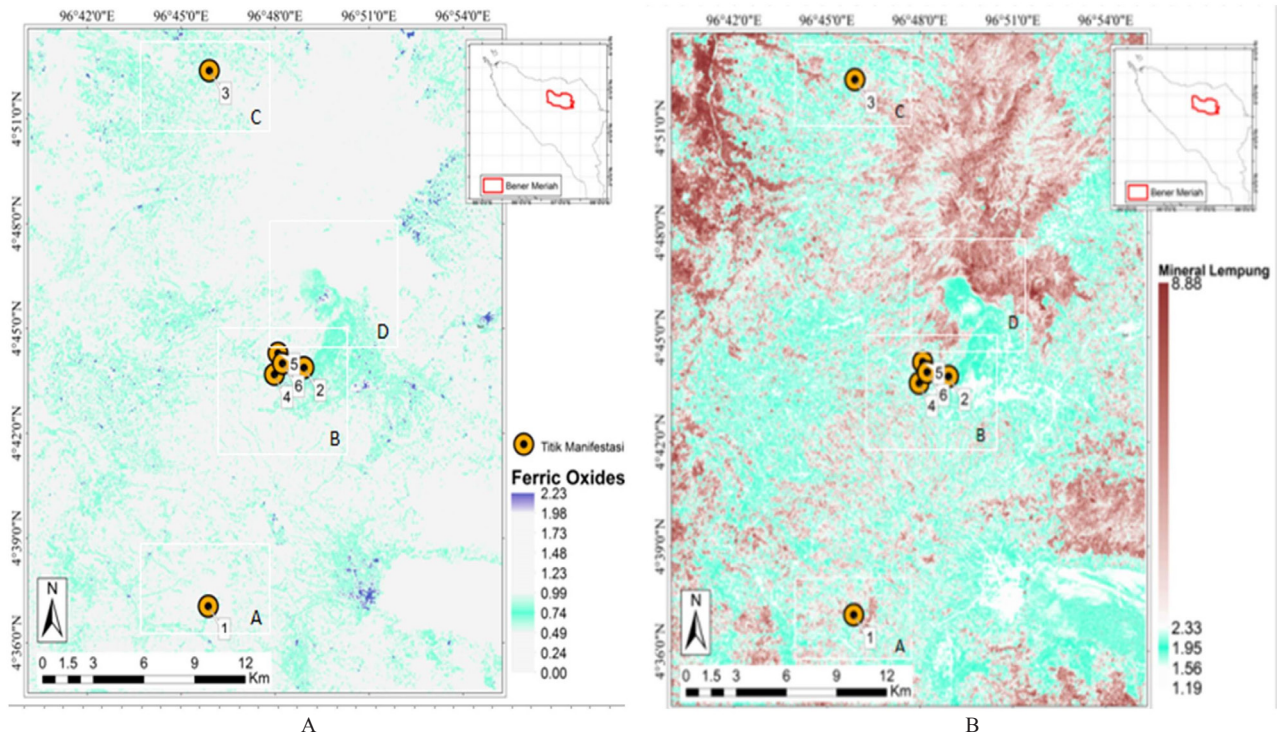 96°42'0"E 96°45'0"E 96°48'0"E 96°51'0"E 96°54'0"E
4°51'0"N
4°48'0"N
4°45'0"N
4°42'0"N
4°39'0"N
4°36'0"N
3
C
D
5
6
2
4
B
1
A
N
0 1.5 3 6 9 12
Km
Bener Meriah
Titik Manifestasi
Ferric Oxides
2.23
1.98
1.73
1.48
1.23
0.99
0.74
0.49
0.24
0.00
A
96°42'0"E 96°45'0"E 96°48'0"E 96°51'0"E 96°54'0"E
4°51'0"N
4°48'0"N
4°45'0"N
4°42'0"N
4°39'0"N
4°36'0"N
3
C
D
5
6
2
4
B
1
A
N
0 1.5 3 6 9 12
Km
Bener Meriah
Mineral Lempung
8.88
2.33
1.95
1.56
1.19
B